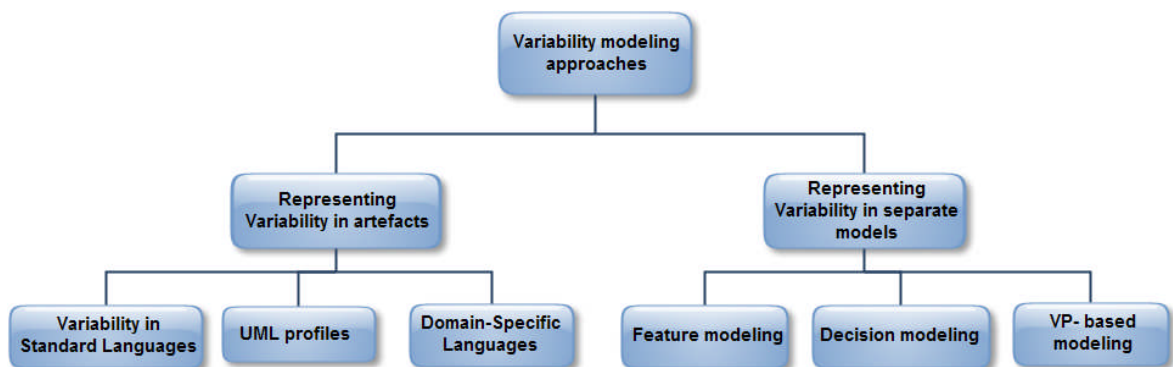 Variability modeling
approaches
Representing
Variability in artefacts
Representing
Variability in separate
models
Variability in
Standard Languages
UML profiles
Domain-Specific
Languages
Feature modeling
Decision modeling
VP- based
modeling